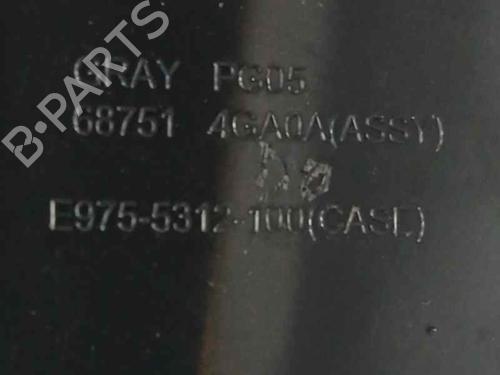 B-PARTS
GRAY PG05
68751 4GA0A(ASSY)
E975-5312-100(CASE)